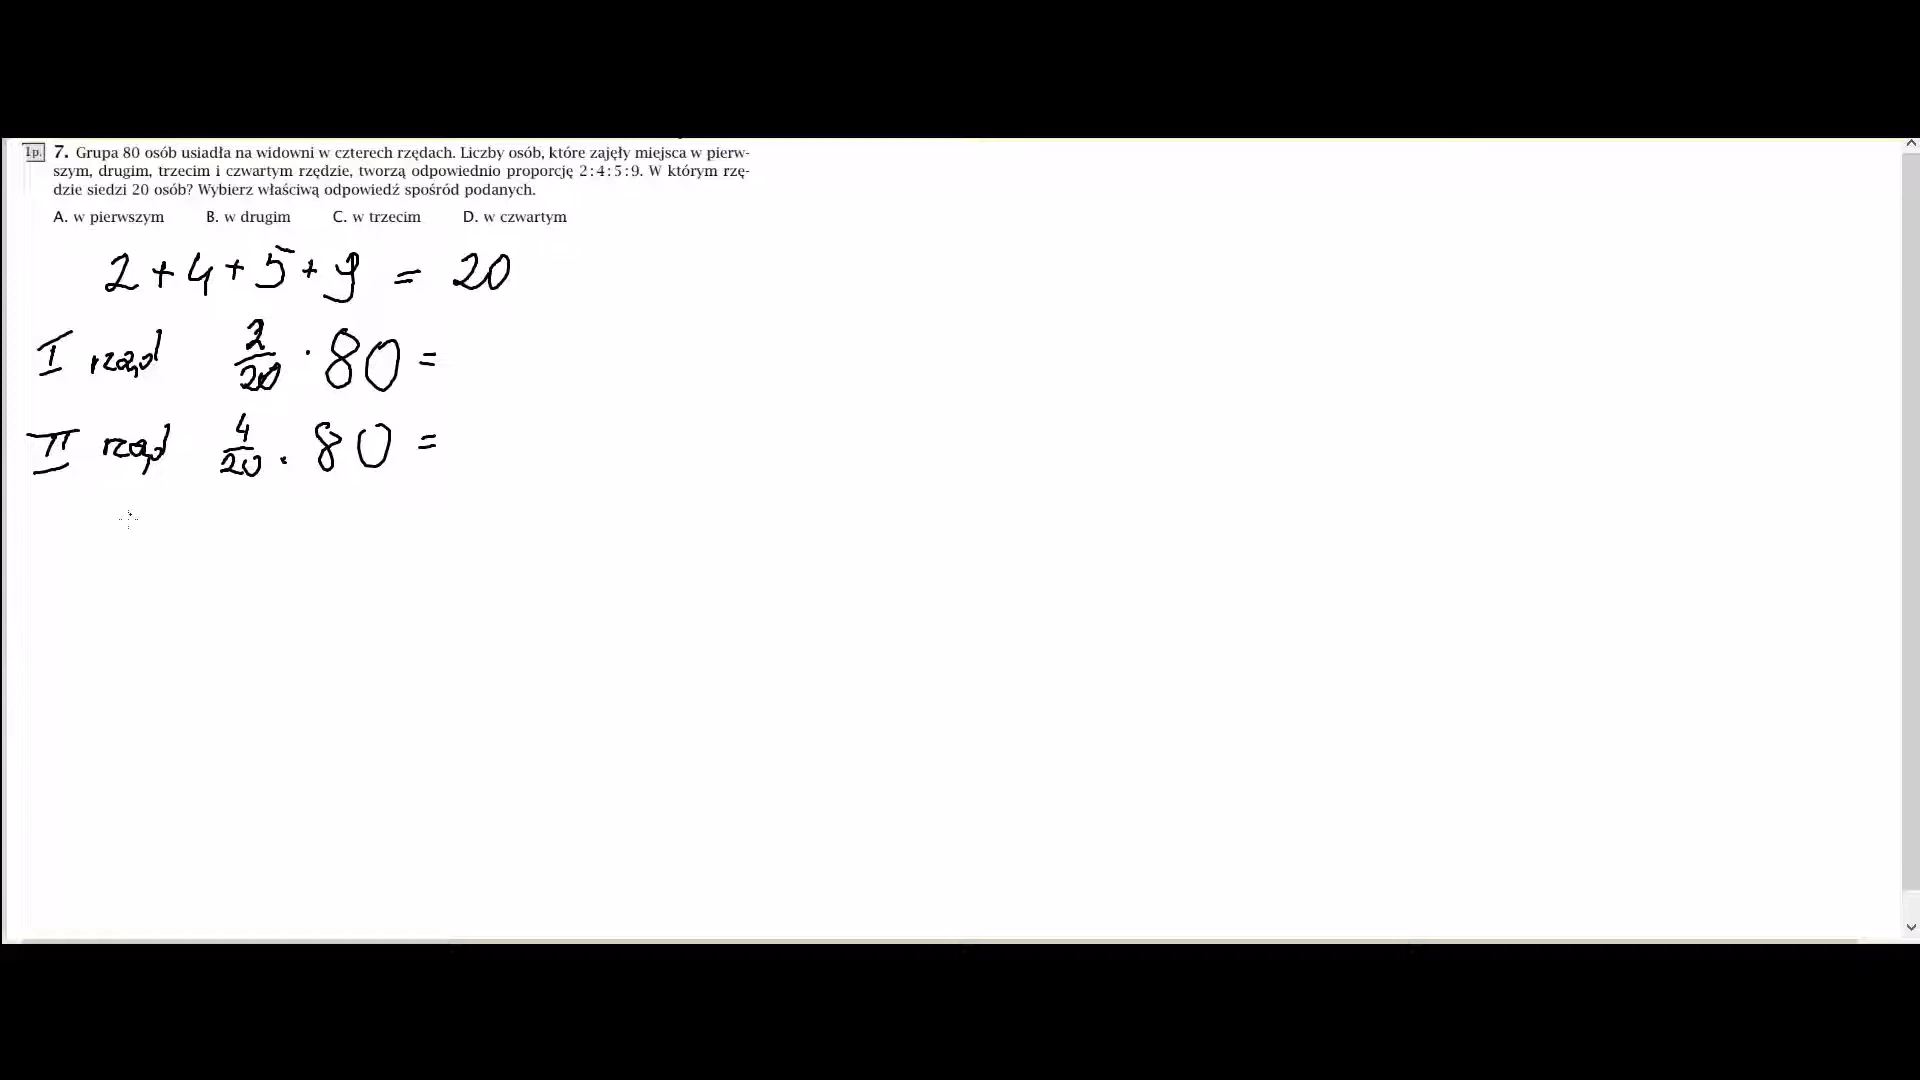 1p. 7. Grupa 80 osób usiadła na widowni w czterech rzędach. Liczby osób, które zajęły miejsca w pierw-
szym, drugim, trzecim i czwartym rzędzie, tworzą odpowiednio proporcję 2:4:5:9. W którym rzę-
dzie siedzi 20 osób? Wybierz właściwą odpowiedź spośród podanych.
A. w pierwszym B. w drugim C. w trzecim D. w czwartym
2+4+5+9 = 20
I rząd 2/20 · 80 =
II rząd 4/20 · 80 =